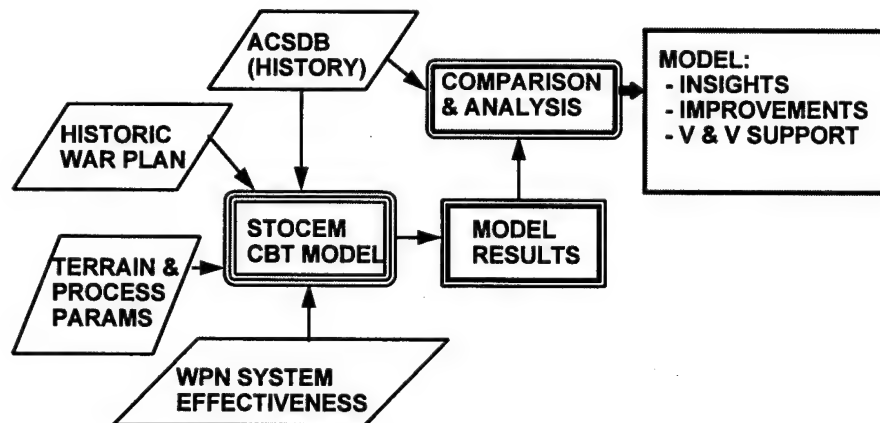 ACSDB
(HISTORY)
COMPARISON
& ANALYSIS
MODEL:
- INSIGHTS
- IMPROVEMENTS
- V & V SUPPORT
HISTORIC
WAR PLAN
STOCEM
CBT MODEL
MODEL
RESULTS
TERRAIN &
PROCESS
PARAMS
WPN SYSTEM
EFFECTIVENESS